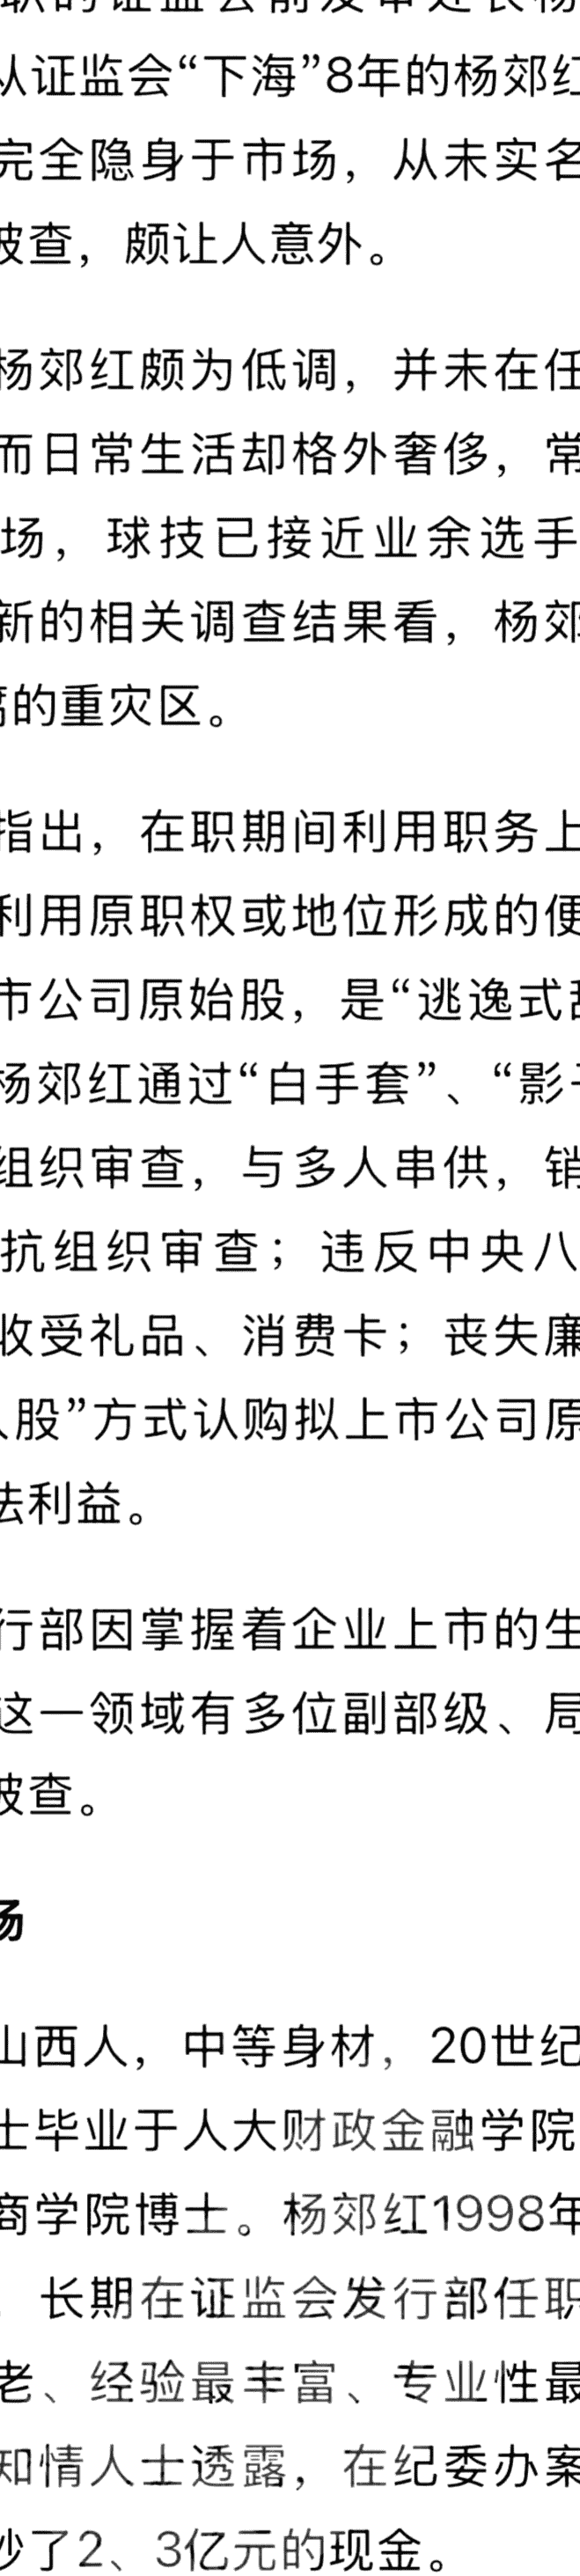 职的证监会前发审处长杨
从证监会“下海”8年的杨郊红
完全隐身于市场，从未实名
被查，颇让人意外。
杨郊红颇为低调，并未在任
而日常生活却格外奢侈，常
场，球技已接近业余选手
新的相关调查结果看，杨郊
腐的重灾区。
指出，在职期间利用职务上
利用原职权或地位形成的便
市公司原始股，是“逃逸式
杨郊红通过“白手套”、“影子
组织审查，与多人串供，销
抗组织审查；违反中央八
收受礼品、消费卡；丧失廉
人股”方式认购拟上市公司原
法利益。
行部因掌握着企业上市的生
这一领域有多位副部级、局
被查。
场
山西人，中等身材，20世纪
士毕业于人大财政金融学院
商学院博士。杨郊红1998年
，长期在证监会发行部任职
老、经验最丰富、专业性最
知情人士透露，在纪委办案
抄了2、3亿元的现金。